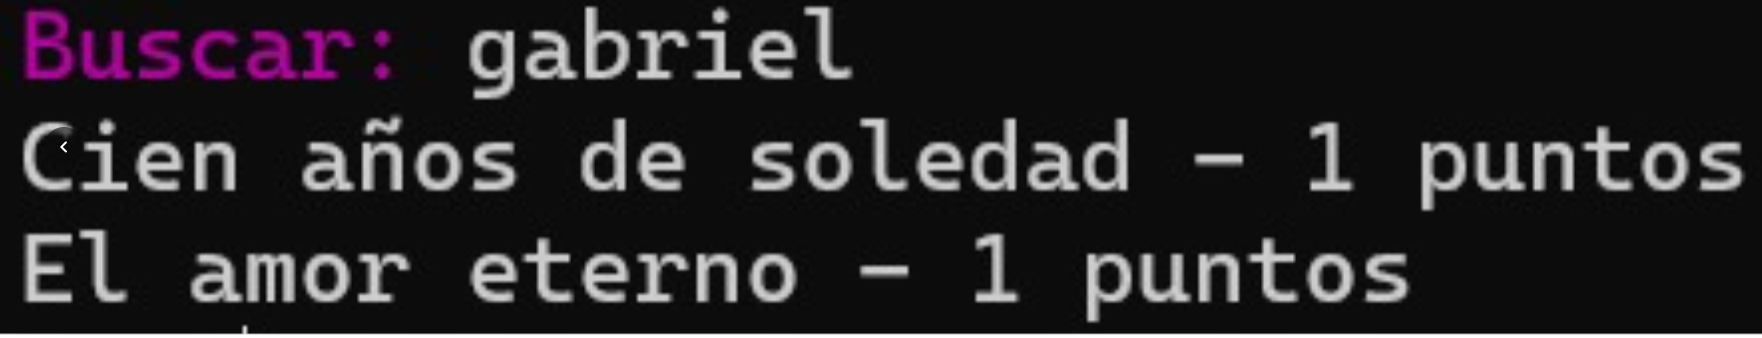 Buscar: gabriel
Cien años de soledad - 1 puntos
El amor eterno - 1 puntos